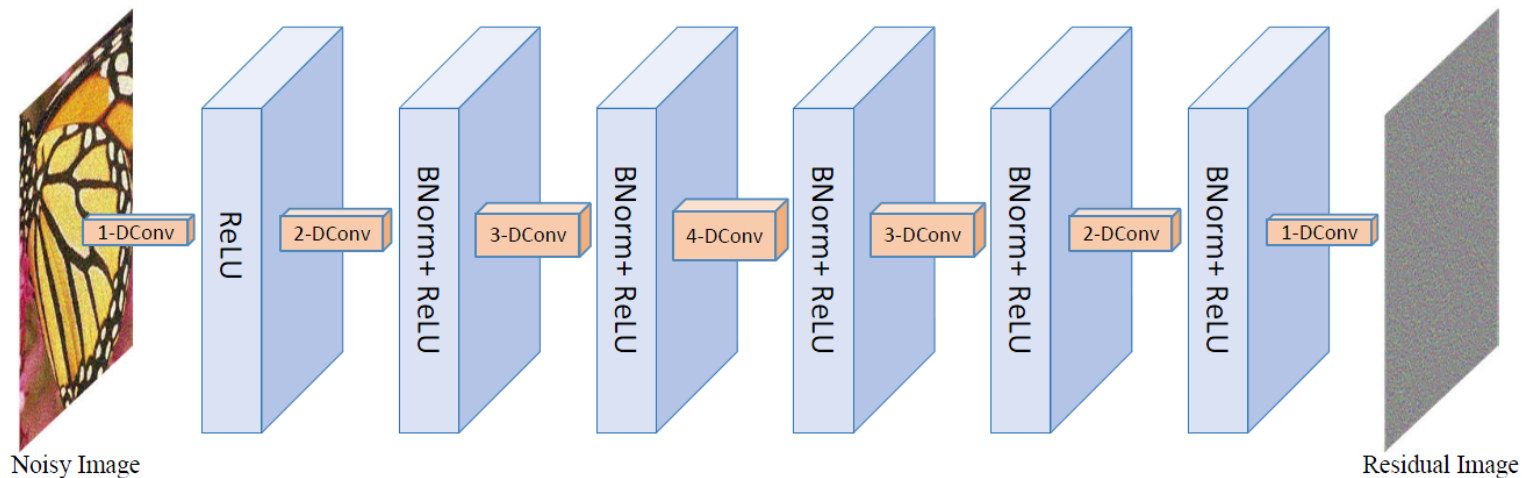 1-DConv
ReLU
2-DConv
BNorm+ ReLU
3-DConv
BNorm+ ReLU
4-DConv
BNorm+ ReLU
3-DConv
BNorm+ ReLU
2-DConv
BNorm+ ReLU
1-DConv
Noisy Image
Residual Image